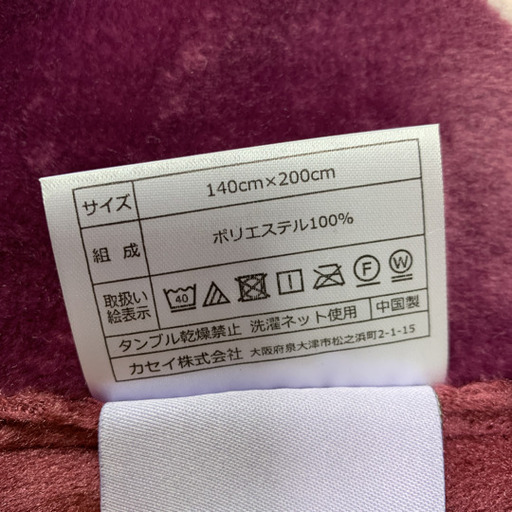 サイズ 140cm×200cm
組成 ポリエステル100%
取扱い
絵表示 40 F W
タンブル乾燥禁止 洗濯ネット使用 中国製
カセイ株式会社 大阪府泉大津市松之浜町2-1-15